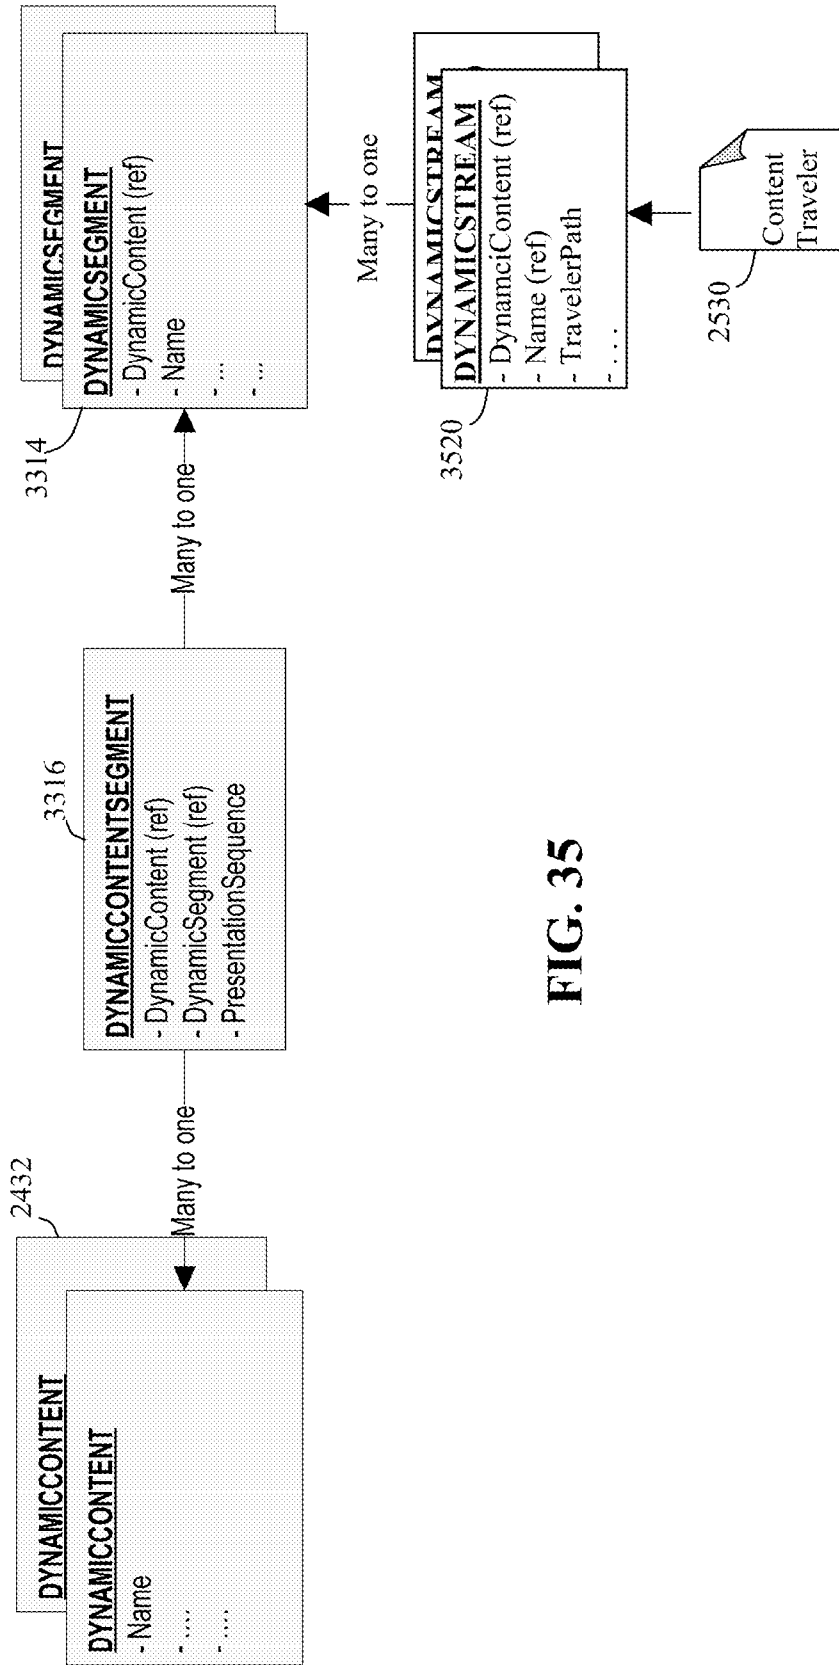 2432
DYNAMICCONTENT
DYNAMICCONTENT
- Name
- ....
- ....
Many to one
3316
DYNAMICCONTENTSEGMENT
- DynamicContent (ref)
- DynamicSegment (ref)
- PresentationSequence
Many to one
3314
DYNAMICSEGMENT
DYNAMICSEGMENT
- DynamicContent (ref)
- Name
- ...
- ...
Many to one
3520
DYNAMICSTREAM
DYNAMICSTREAM
~ DynamciContent (ref)
~ Name (ref)
~ TravelerPath
~ . . .
2530
Content
Traveler
FIG. 35